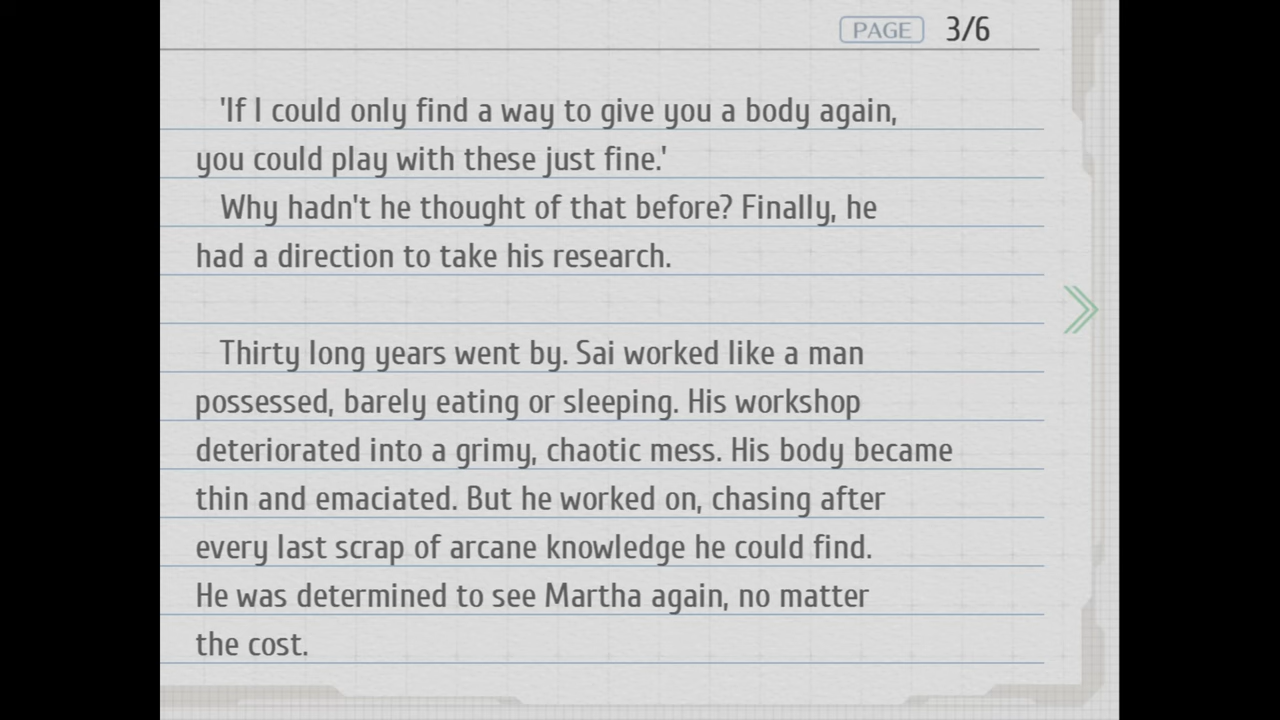 PAGE 3/6
'If I could only find a way to give you a body again,
you could play with these just fine.'
Why hadn't he thought of that before? Finally, he
had a direction to take his research.
Thirty long years went by. Sai worked like a man
possessed, barely eating or sleeping. His workshop
deteriorated into a grimy, chaotic mess. His body became
thin and emaciated. But he worked on, chasing after
every last scrap of arcane knowledge he could find.
He was determined to see Martha again, no matter
the cost.